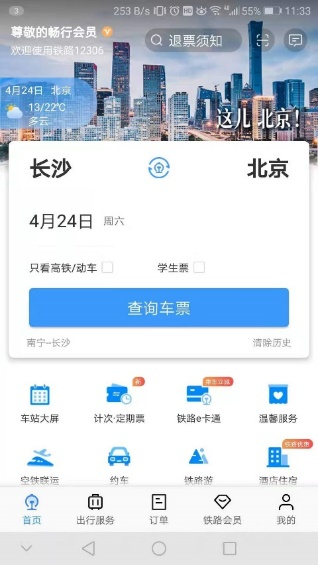 253 B/s HD 4G 55% 11:33
尊敬的畅行会员
欢迎使用铁路12306
退票须知
4月24日 北京
13/22℃
多云
这儿 北京!
长沙 北京
4月24日 周六
只看高铁/动车 学生票
查询车票
南宁--长沙 清除历史
车站大屏 计次·定期票 铁路e卡通 温馨服务
铁路优惠
空铁联运 约车 铁路游 酒店住宿
首页 出行服务 订单 铁路会员 我的